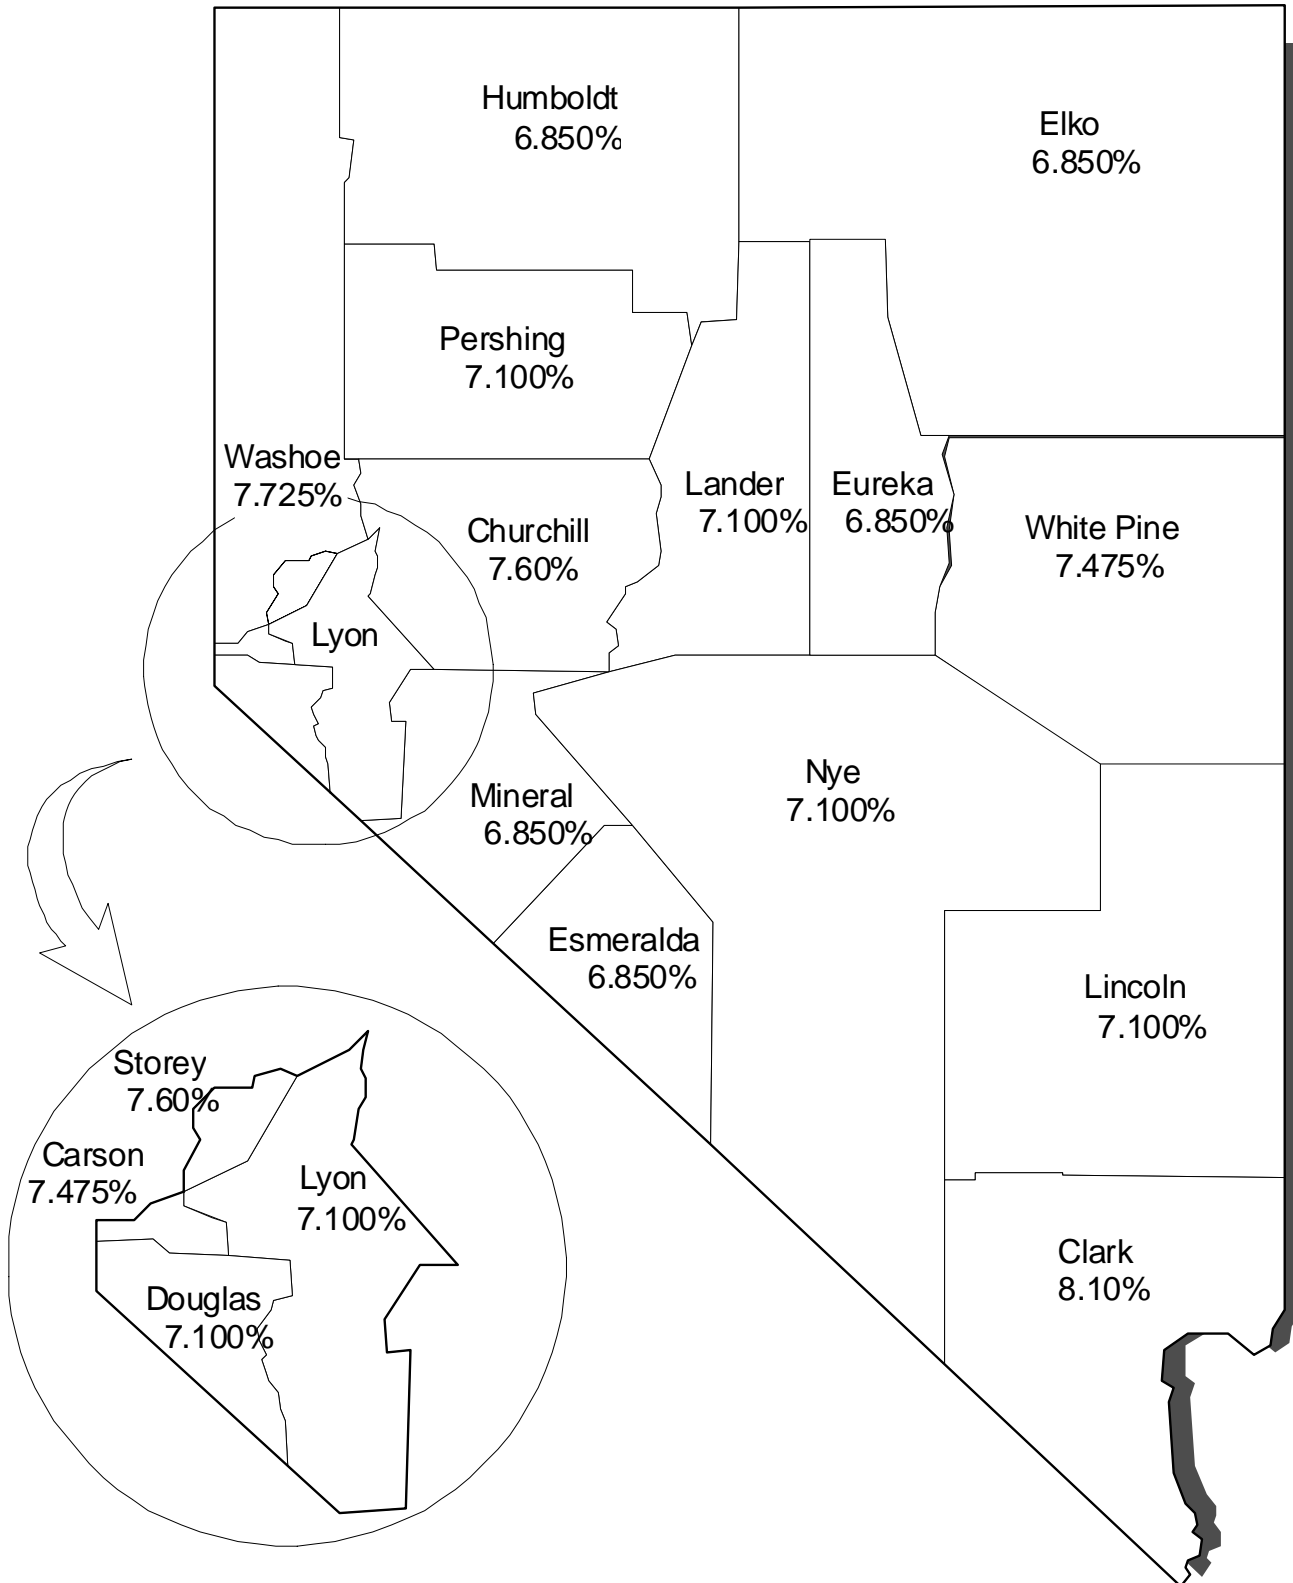 Humboldt
6.850%
Elko
6.850%
Pershing
7.100%
Washoe
7.725%
Lander
7.100%
Eureka
6.850%
Churchill
7.60%
White Pine
7.475%
Lyon
Nye
7.100%
Mineral
6.850%
Esmeralda
6.850%
Lincoln
7.100%
Storey
7.60%
Carson
7.475%
Lyon
7.100%
Clark
8.10%
Douglas
7.100%